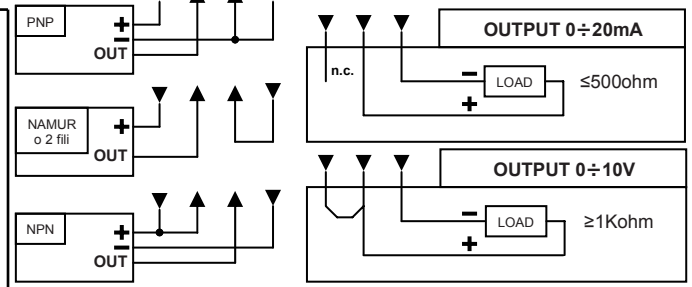 PNP
+
–
OUT
NAMUR
o 2 fili
+
OUT
NPN
+
–
OUT
OUTPUT 0÷20mA
n.c.
–
LOAD
≤500ohm
+
OUTPUT 0÷10V
–
LOAD
≥1Kohm
+